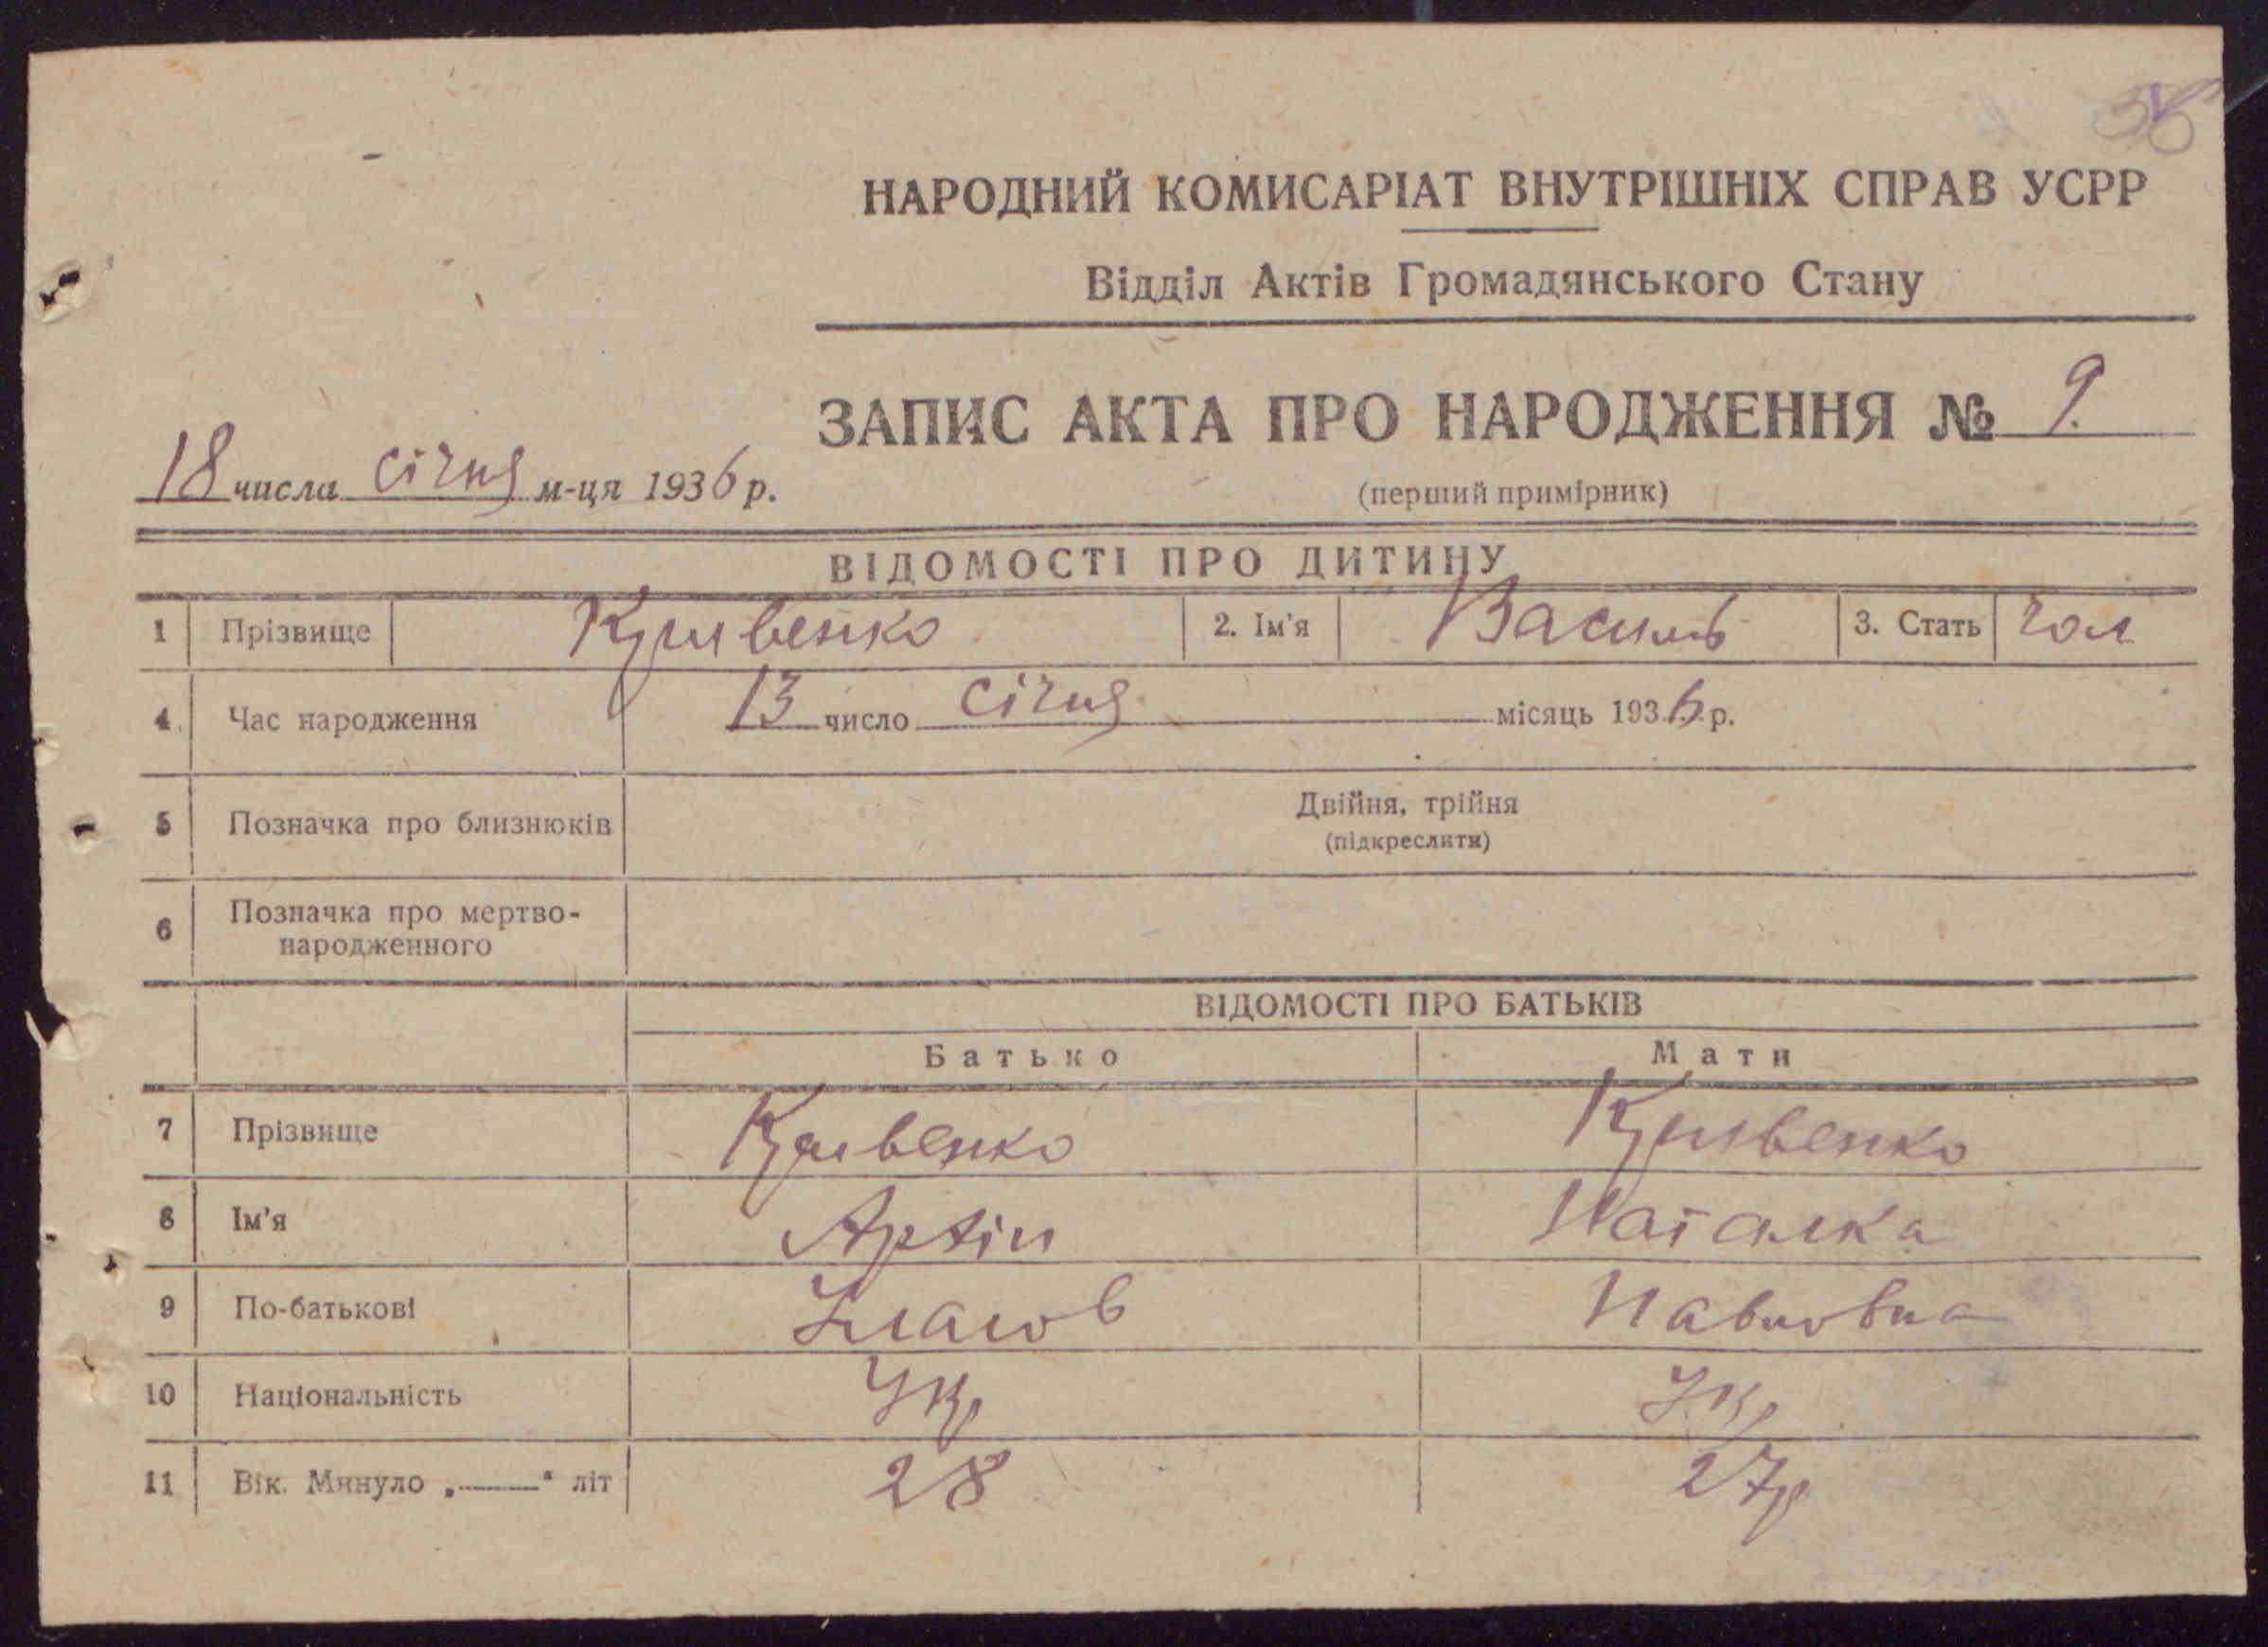 НАРОДНИЙ КОМИСАРІАТ ВНУТРІШНІХ СПРАВ УСРР
Відділ Актів Громадянського Стану
ЗАПИС АКТА ПРО НАРОДЖЕННЯ № 9.
18 числа січня м-ця 1936 р.
(перший примірник)
ВІДОМОСТІ ПРО ДИТИНУ
1 Прізвище Кривенко 2. Ім'я Василь 3. Стать чол
4. Час народження 13 число січня місяць 1936 р.
5 Позначка про близнюків Двійня, трійня
(підкреслити)
6 Позначка про мертво-
народженного
ВІДОМОСТІ ПРО БАТЬКІВ
Батько Мати
7 Прізвище Кривенко Кривенко
8 Ім'я Артім Наталка
9 По-батькові Павловна
10 Національність Укр Укр
11 Вік. Минуло „——“ літ 28 27р